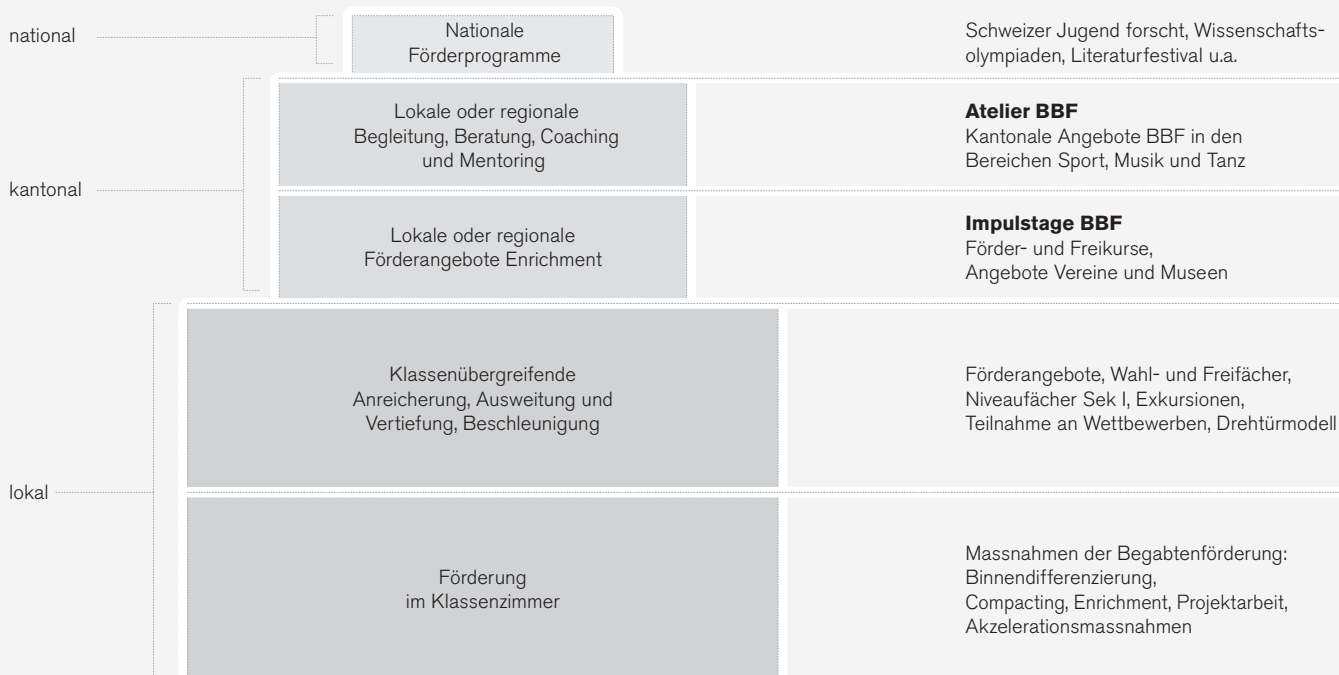 national
Nationale
Förderprogramme
Schweizer Jugend forscht, Wissenschafts-
olympiaden, Literaturfestival u.a.
kantonal
Lokale oder regionale
Begleitung, Beratung, Coaching
und Mentoring
Atelier BBF
Kantonale Angebote BBF in den
Bereichen Sport, Musik und Tanz
Lokale oder regionale
Förderangebote Enrichment
Impulstage BBF
Förder- und Freikurse,
Angebote Vereine und Museen
lokal
Klassenübergreifende
Anreicherung, Ausweitung und
Vertiefung, Beschleunigung
Förderangebote, Wahl- und Freifächer,
Niveaufächer Sek I, Exkursionen,
Teilnahme an Wettbewerben, Drehtürmodell
Förderung
im Klassenzimmer
Massnahmen der Begabtenförderung:
Binnendifferenzierung,
Compacting, Enrichment, Projektarbeit,
Akzelerationsmassnahmen